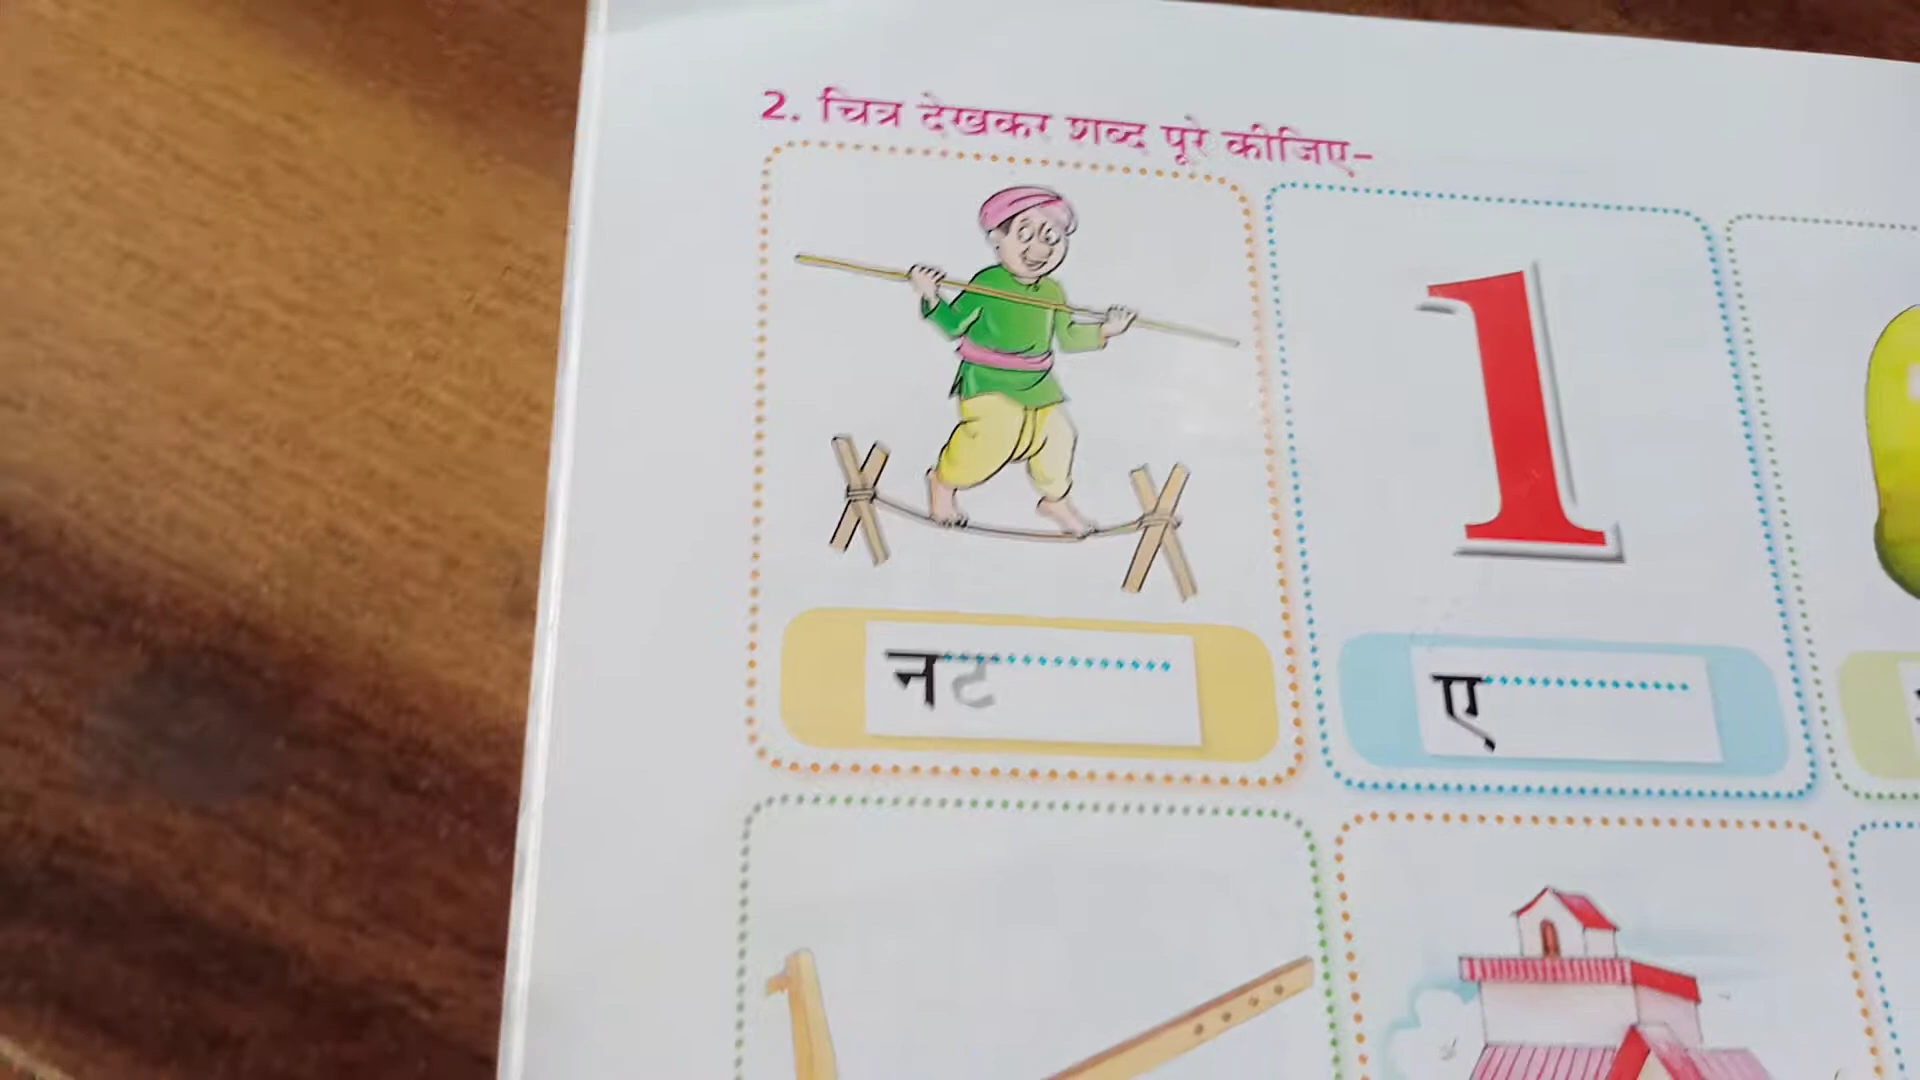 2. चित्र देखकर शब्द पूरे कीजिए-
1
नट
ए